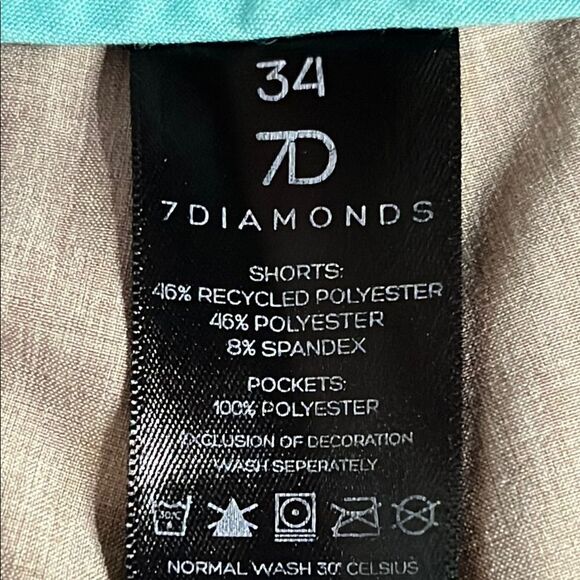 34
7D
7DIAMONDS
SHORTS:
46% RECYCLED POLYESTER
46% POLYESTER
8% SPANDEX
POCKETS:
100% POLYESTER
EXCLUSION OF DECORATION
WASH SEPERATELY
30°C
NORMAL WASH 30° CELSIUS